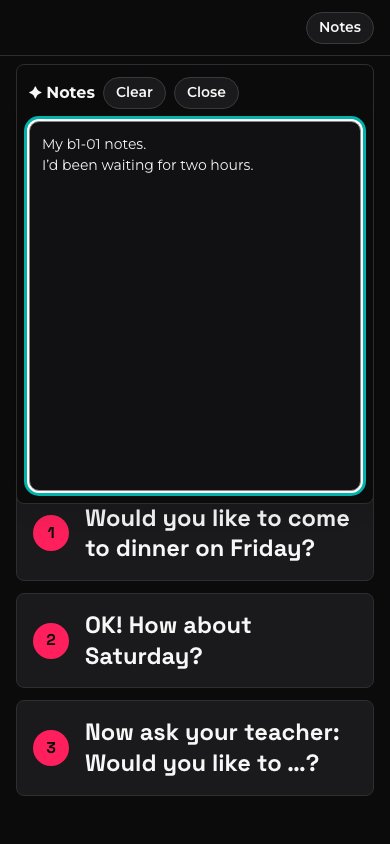 Notes
✦ Notes Clear Close
My b1-01 notes.
I'd been waiting for two hours.
1 Would you like to come
to dinner on Friday?
2 OK! How about
Saturday?
3 Now ask your teacher:
Would you like to ...?